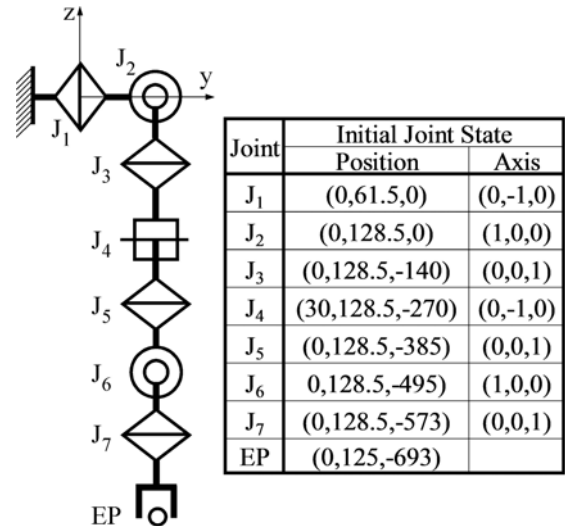 z
y
J1
J2
J3
J4
J5
J6
J7
EP
Joint Initial Joint State
Position Axis
J1 (0,61.5,0) (0,-1,0)
J2 (0,128.5,0) (1,0,0)
J3 (0,128.5,-140) (0,0,1)
J4 (30,128.5,-270) (0,-1,0)
J5 (0,128.5,-385) (0,0,1)
J6 0,128.5,-495) (1,0,0)
J7 (0,128.5,-573) (0,0,1)
EP (0,125,-693)